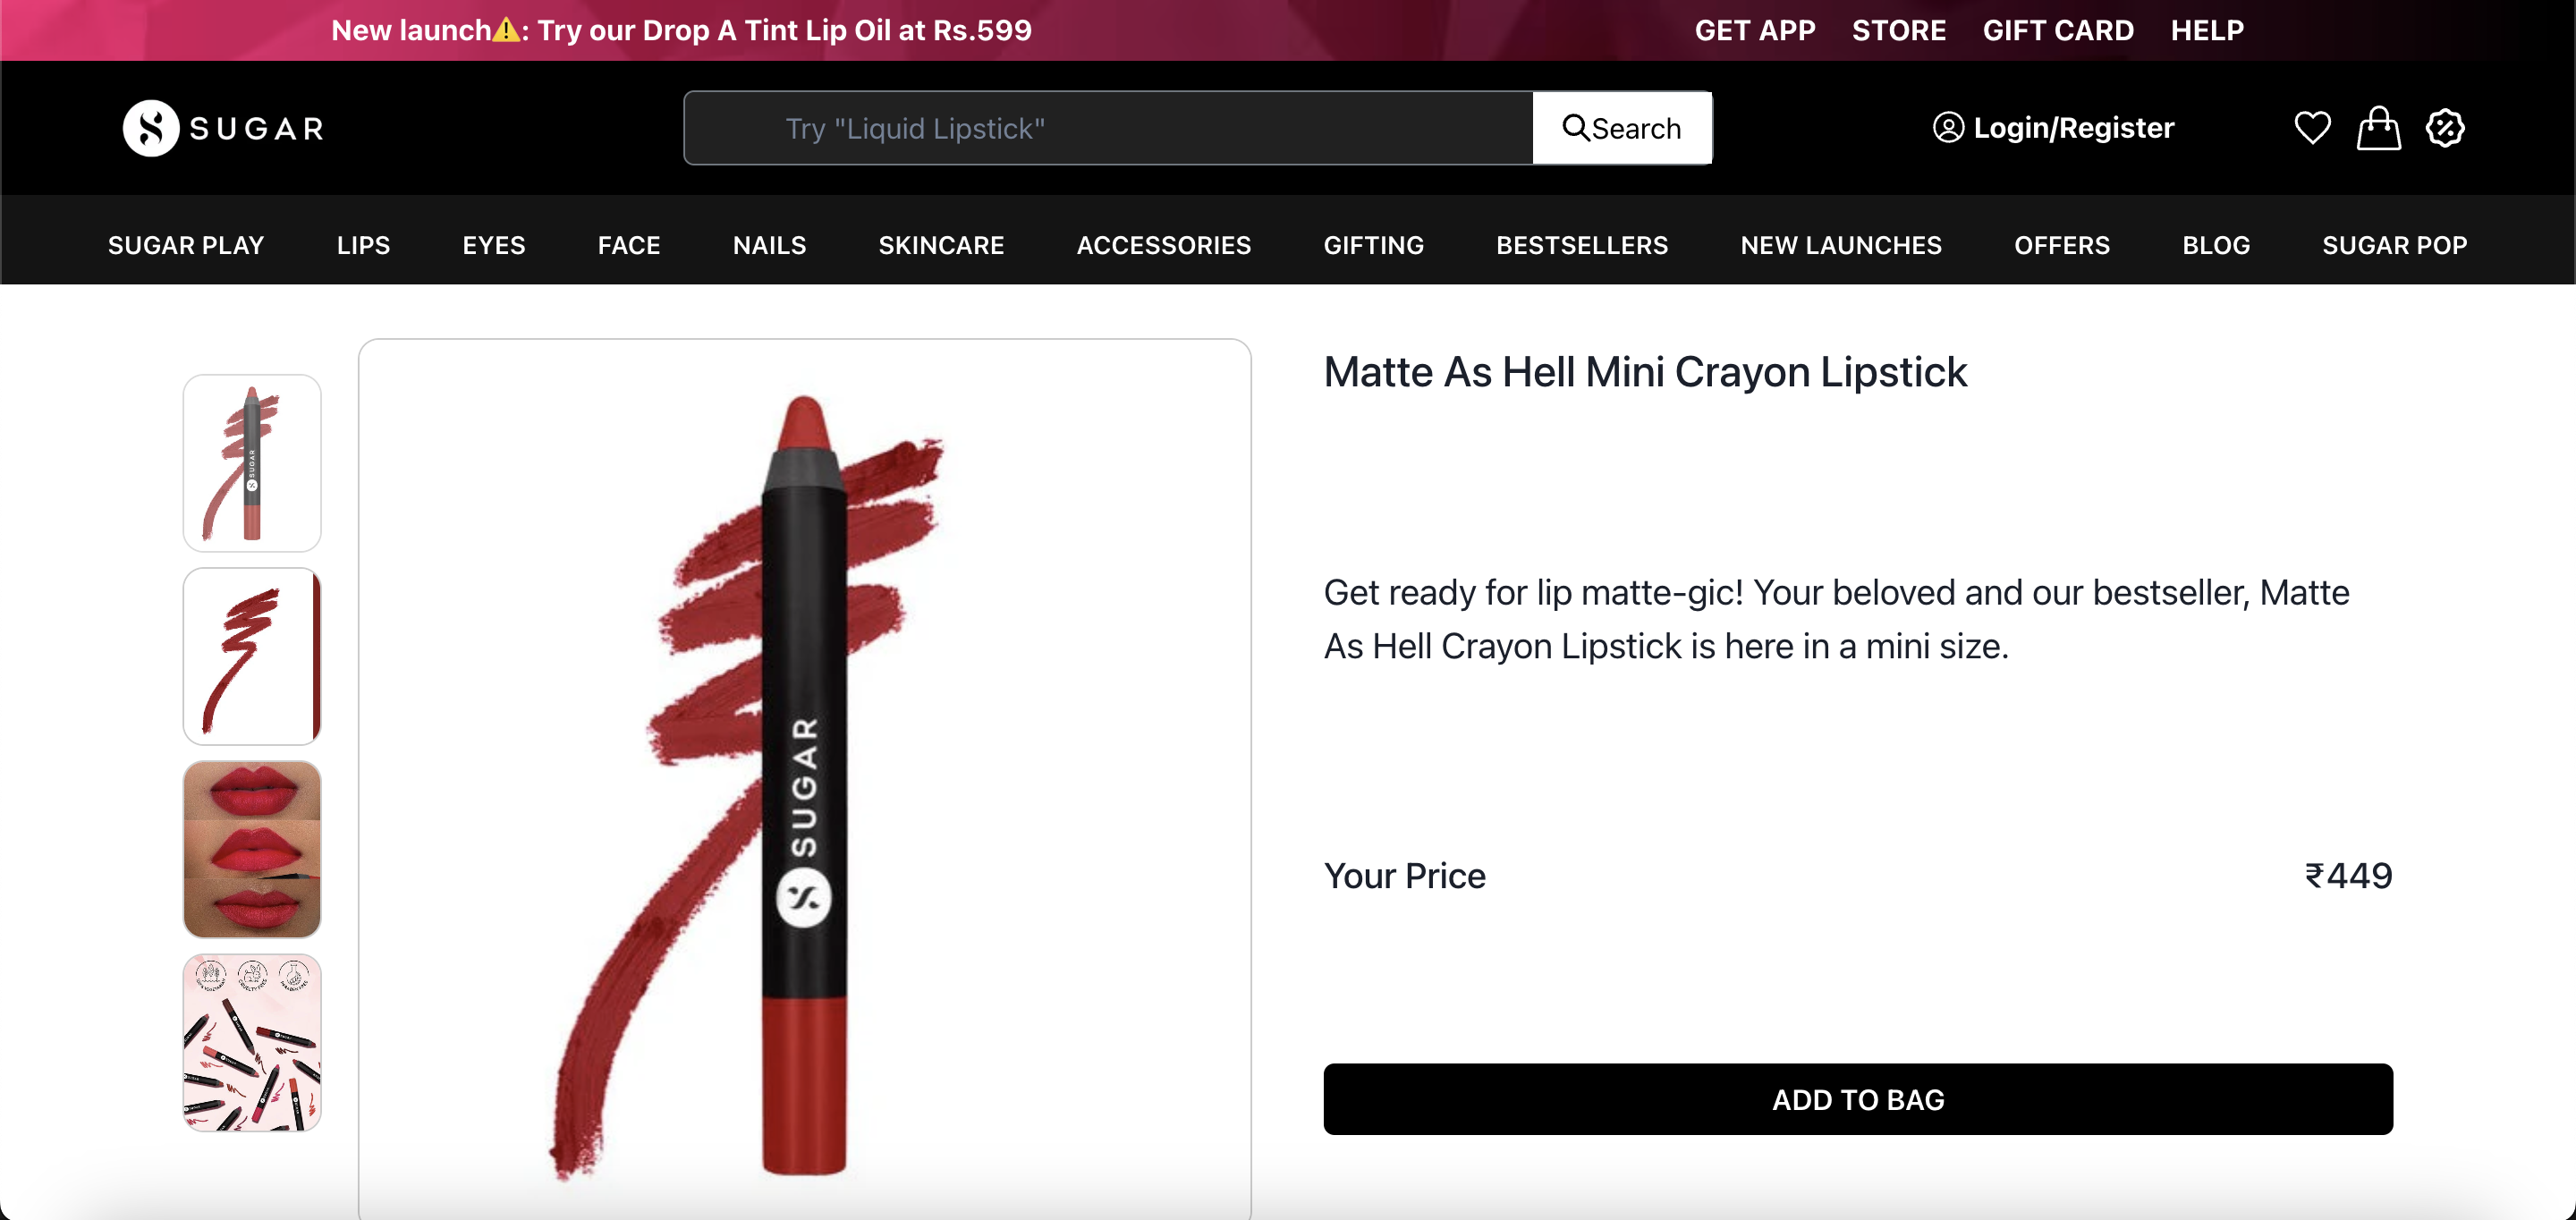 New launch⚠️: Try our Drop A Tint Lip Oil at Rs.599
GET APP STORE GIFT CARD HELP
SUGAR
Try "Liquid Lipstick"
Search
Login/Register
SUGAR PLAY LIPS EYES FACE NAILS SKINCARE ACCESSORIES GIFTING BESTSELLERS NEW LAUNCHES OFFERS BLOG SUGAR POP
SUGAR
SUGAR
Matte As Hell Mini Crayon Lipstick
Get ready for lip matte-gic! Your beloved and our bestseller, Matte
As Hell Crayon Lipstick is here in a mini size.
Your Price ₹449
ADD TO BAG